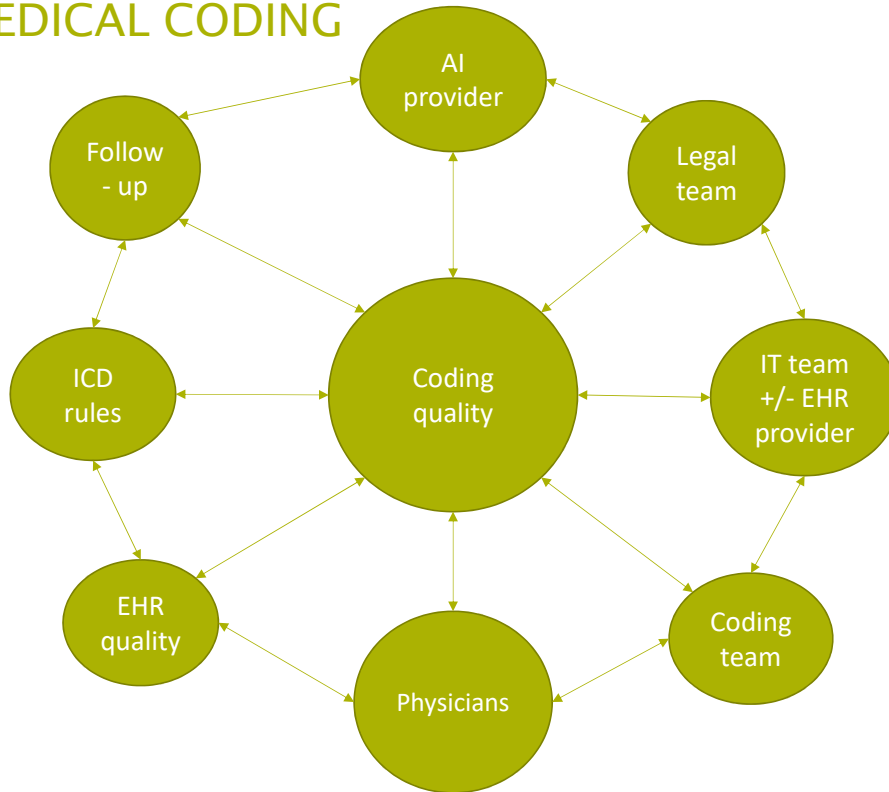 EDICAL CODING
AI
provider
Follow
- up
Legal
team
ICD
rules
Coding
quality
IT team
+/- EHR
provider
EHR
quality
Physicians
Coding
team